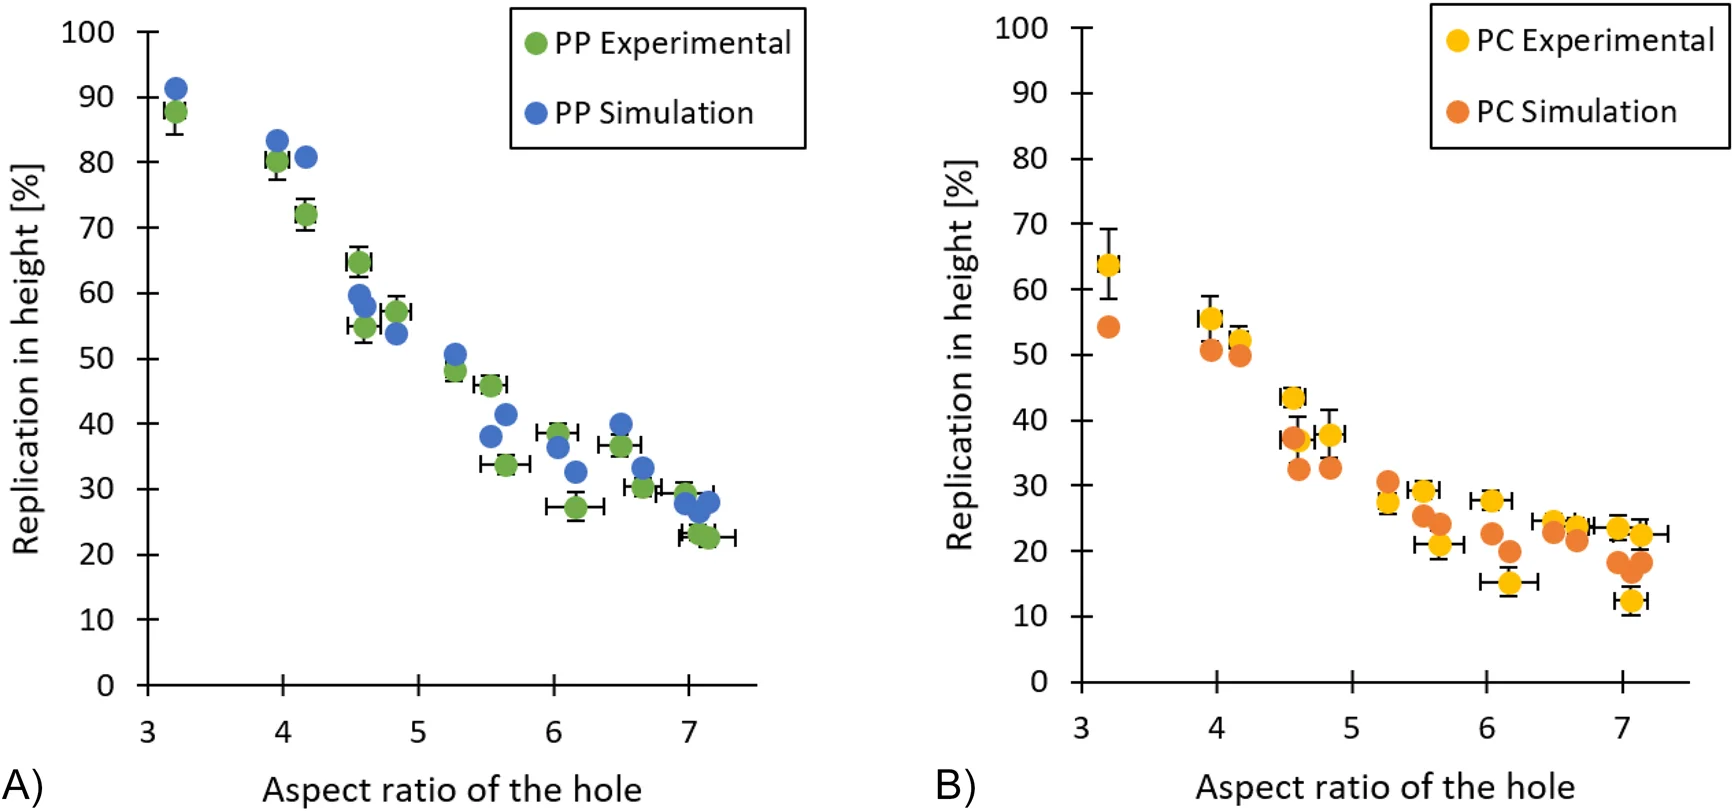 PP Experimental
PP Simulation
Replication in height [%]
100
90
80
70
60
50
40
30
20
10
0
3 4 5 6 7
Aspect ratio of the hole
A)
PC Experimental
PC Simulation
Replication in height [%]
100
90
80
70
60
50
40
30
20
10
0
3 4 5 6 7
Aspect ratio of the hole
B)